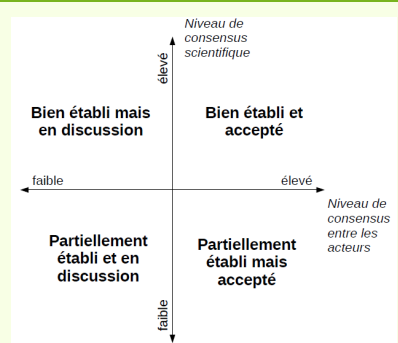 Niveau de
consensus
scientifique
élevé
Bien établi mais
en discussion
Bien établi et
accepté
faible
élevé
Niveau de
consensus
entre les
acteurs
Partiellement
établi et en
discussion
Partiellement
établi mais
accepté
faible